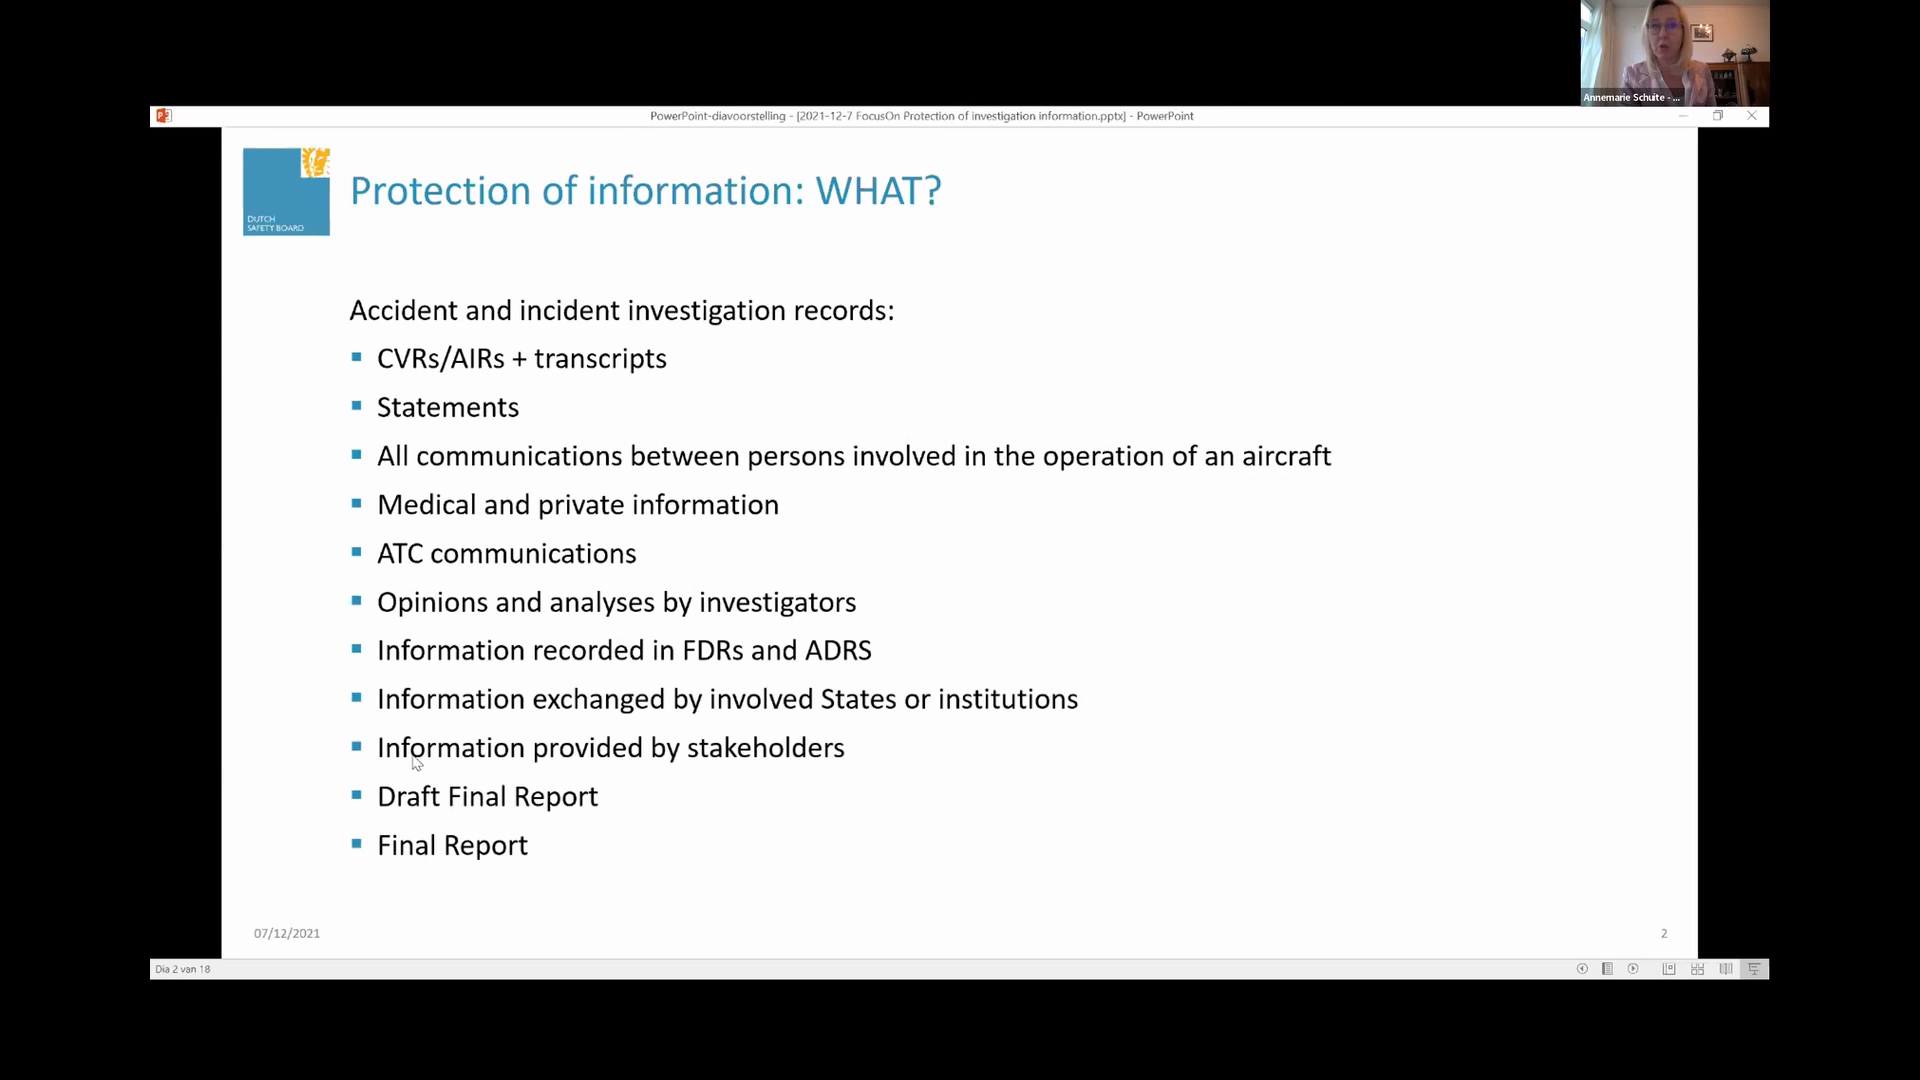 Annemarie Schuite - ...
PowerPoint-diavoorstelling - [2021-12-7 FocusOn Protection of investigation information.pptx] - PowerPoint
DUTCH
SAFETY BOARD
Protection of information: WHAT?
Accident and incident investigation records:
CVRs/AIRs + transcripts
Statements
All communications between persons involved in the operation of an aircraft
Medical and private information
ATC communications
Opinions and analyses by investigators
Information recorded in FDRs and ADRS
Information exchanged by involved States or institutions
Information provided by stakeholders
Draft Final Report
Final Report
07/12/2021
2
Dia 2 van 18